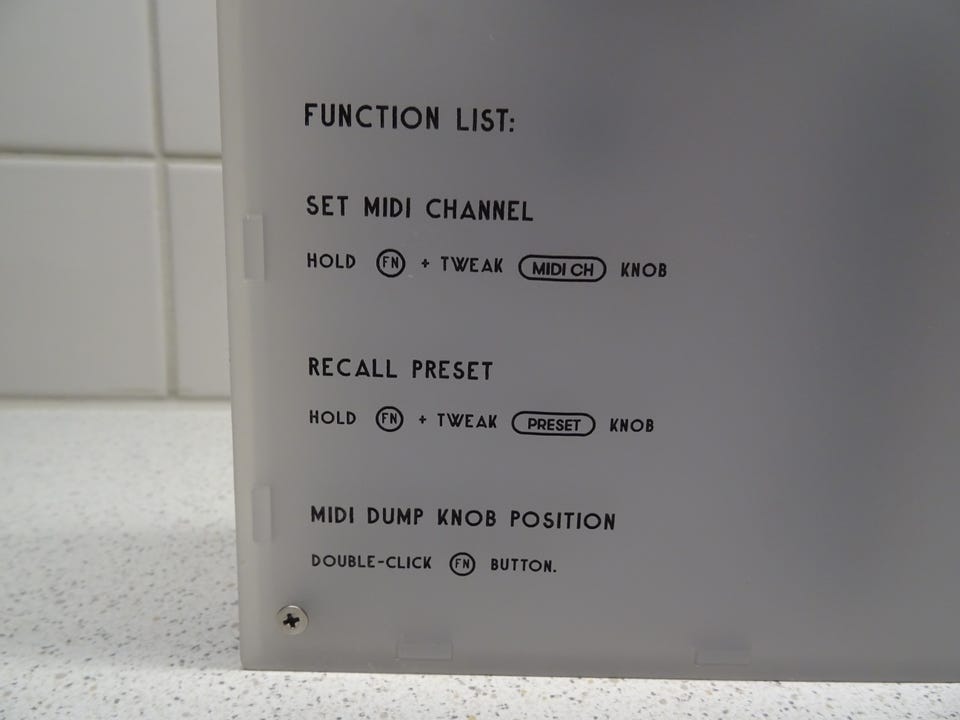 FUNCTION LIST:
SET MIDI CHANNEL
HOLD FN + TWEAK MIDI CH KNOB
RECALL PRESET
HOLD FN + TWEAK PRESET KNOB
MIDI DUMP KNOB POSITION
DOUBLE-CLICK FN BUTTON.